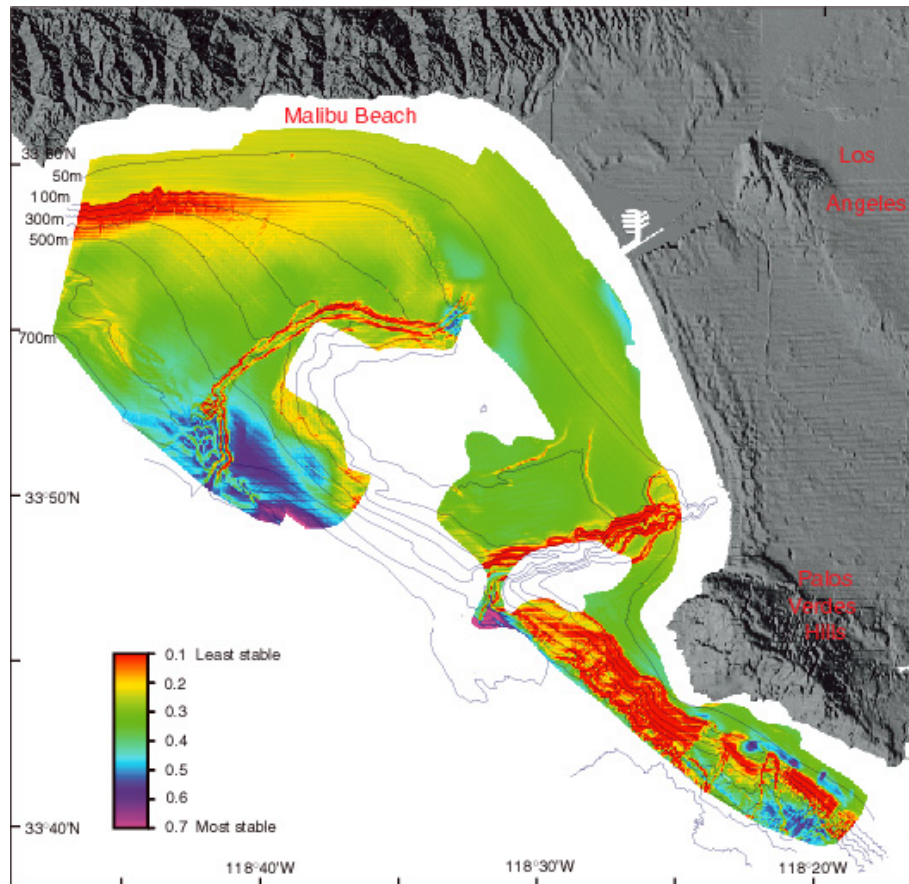 Malibu Beach
Los
Angeles
50m
100m
300m
500m
700m
33°50'N
Palos
Verdes
Hills
0.1 Least stable
0.2
0.3
0.4
0.5
0.6
0.7 Most stable
33°40'N
118°40'W
118°30'W
118°20'W